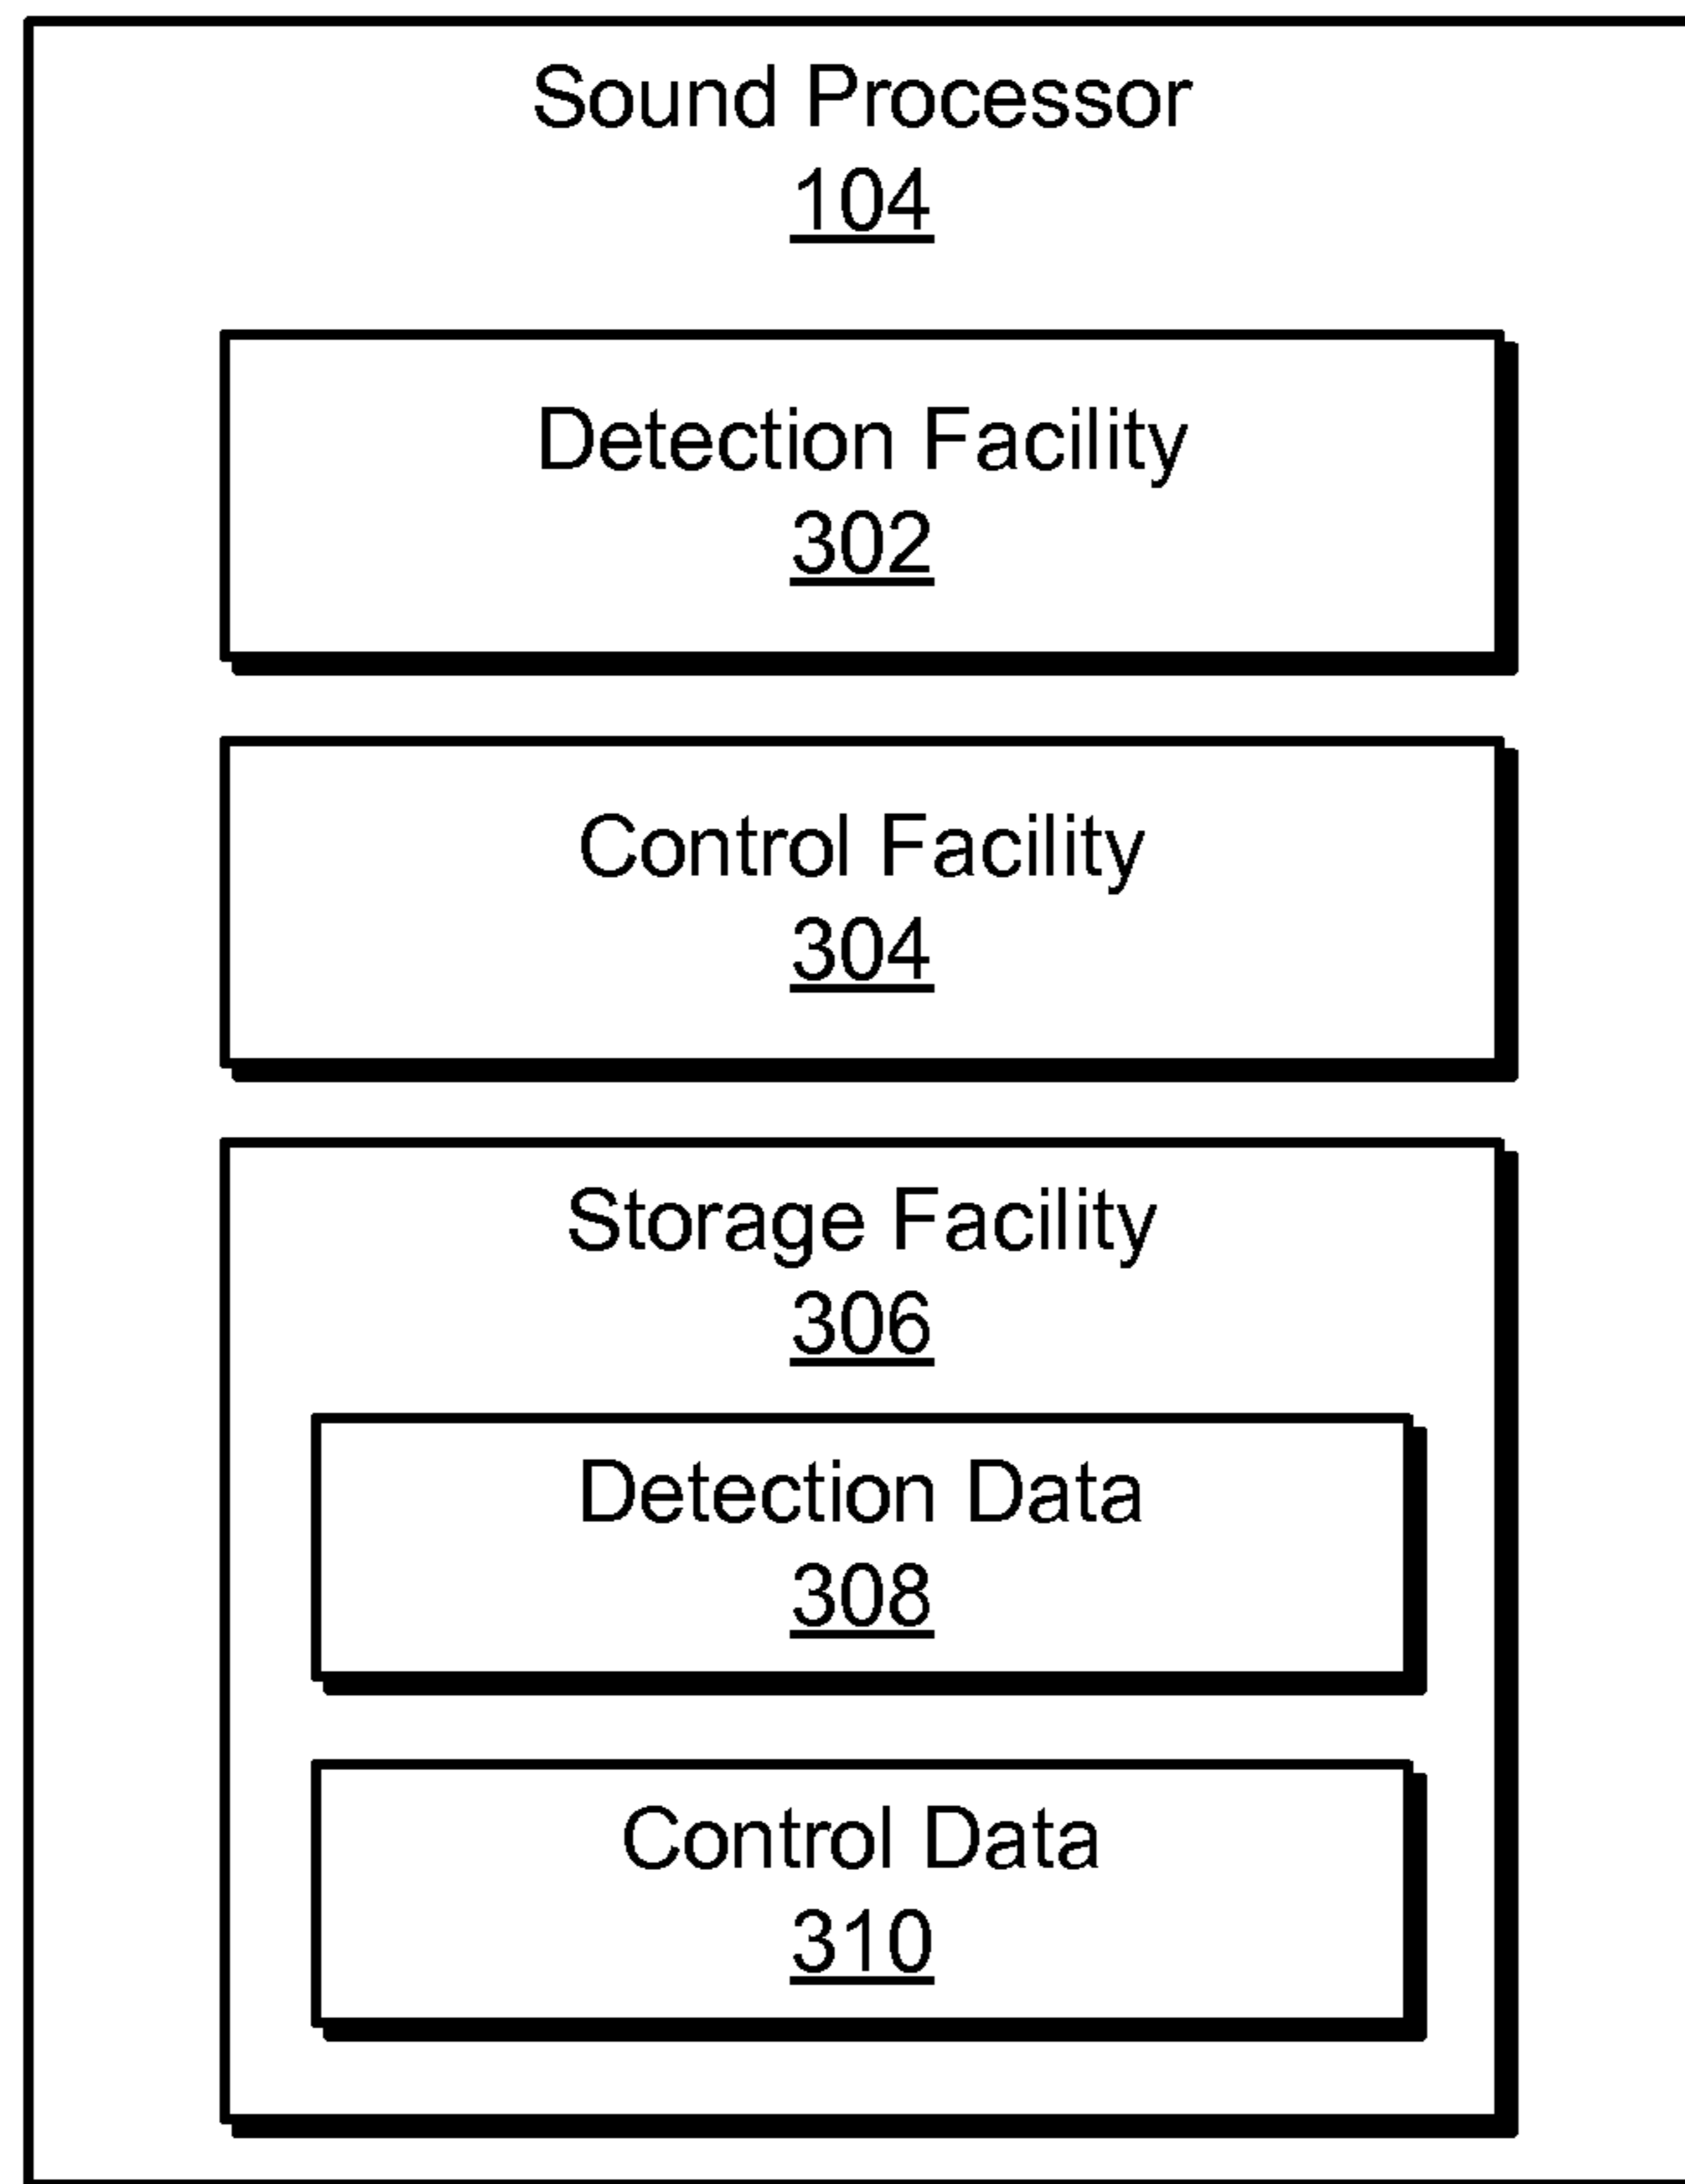 Sound Processor
104
Detection Facility
302
Control Facility
304
Storage Facility
306
Detection Data
308
Control Data
310